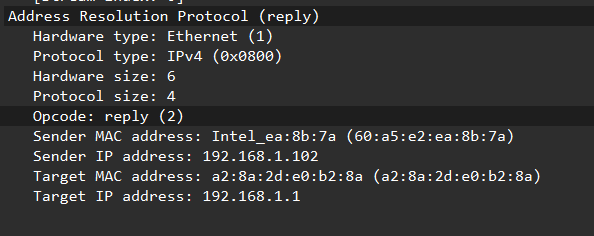 Address Resolution Protocol (reply)
Hardware type: Ethernet (1)
Protocol type: IPv4 (0x0800)
Hardware size: 6
Protocol size: 4
Opcode: reply (2)
Sender MAC address: Intel_ea:8b:7a (60:a5:e2:ea:8b:7a)
Sender IP address: 192.168.1.102
Target MAC address: a2:8a:2d:e0:b2:8a (a2:8a:2d:e0:b2:8a)
Target IP address: 192.168.1.1